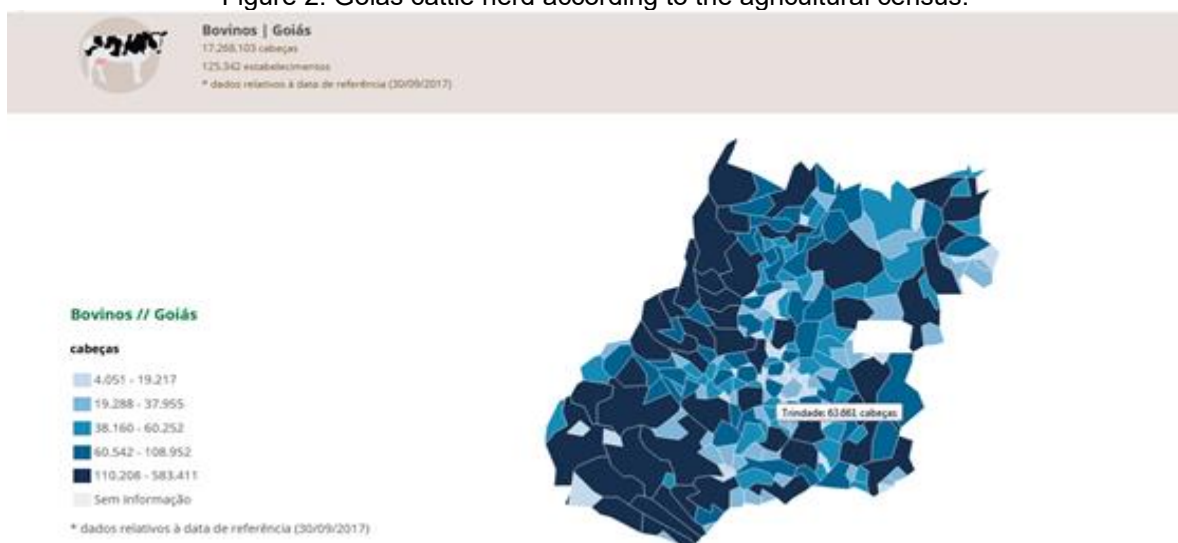 Figure 2: Goiás cattle herd according to the agricultural census.
Bovinos | Goiás
17.268.103 cabeças
125.342 estabelecimentos
* dados relativos à data de referência (30/09/2017)
Bovinos // Goiás
cabeças
4.051 - 19.217
19.288 - 37.955
38.160 - 60.252
60.542 - 108.952
110.208 - 583.411
Sem informação
* dados relativos à data de referência (30/09/2017)
Trindade: 63.661 cabeças